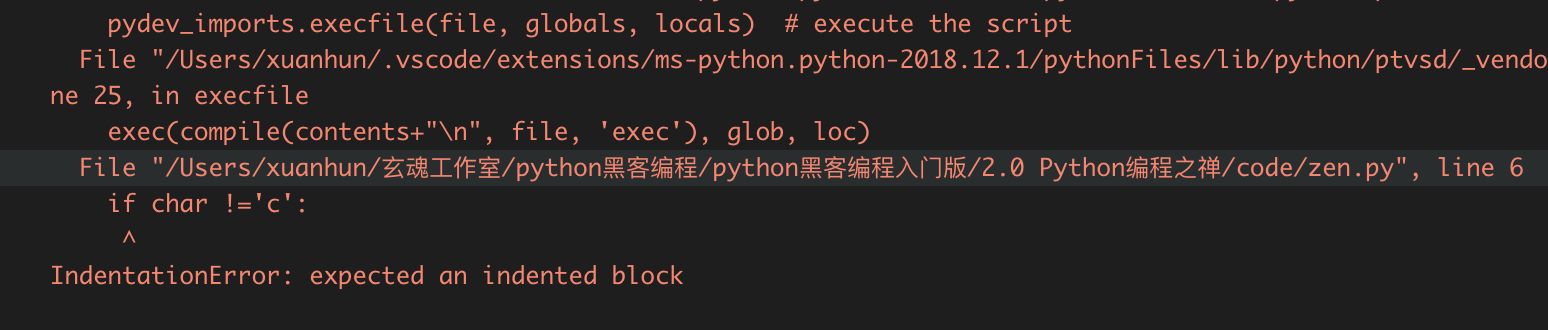 pydev_imports.execfile(file, globals, locals)  # execute the script
File "/Users/xuanhun/.vscode/extensions/ms-python.python-2018.12.1/pythonFiles/lib/python/ptvsd/_vendo
ne 25, in execfile
exec(compile(contents+"\n", file, 'exec'), glob, loc)
File "/Users/xuanhun/玄魂工作室/python黑客编程/python黑客编程入门版/2.0 Python编程之禅/code/zen.py", line 6
if char !='c':
^
IndentationError: expected an indented block